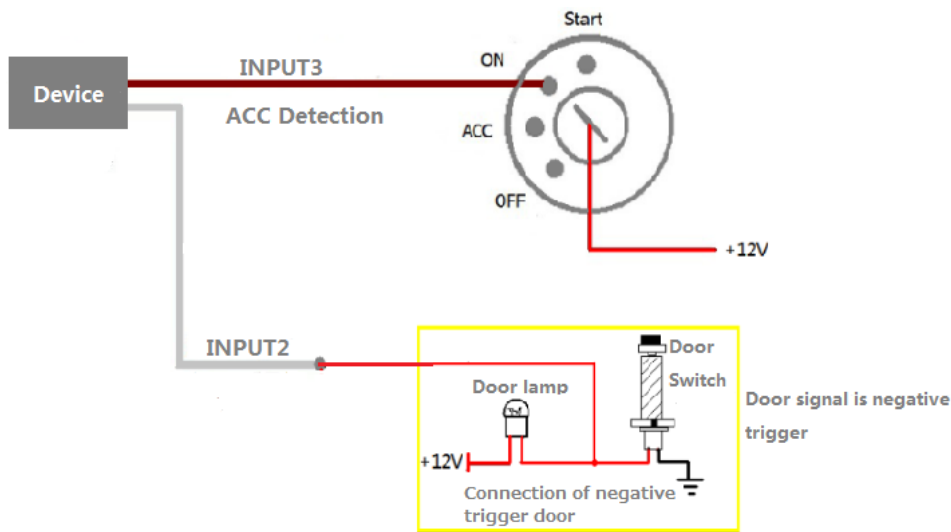 Start
ON
INPUT3
Device
ACC Detection
ACC
OFF
+12V
INPUT2
Door
Switch
Door lamp
Door signal is negative
trigger
+12V
Connection of negative
trigger door